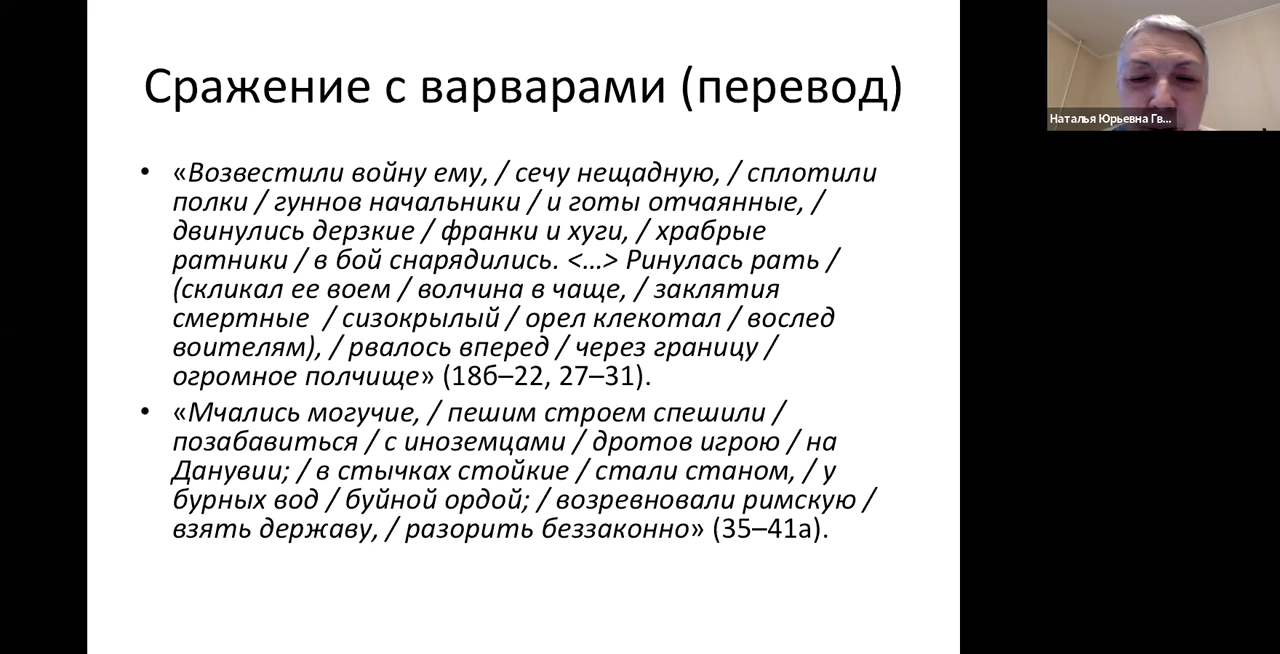 Сражение с варварами (перевод)
• «Возвестили войну ему, / сечу нещадную, / сплотили
полки / гуннов начальники / и готы отчаянные, /
двинулись дерзкие / франки и хуги, / храбрые
ратники / в бой снарядились. <...> Ринулась рать /
(скликал ее воем / волчина в чаще, / заклятия
смертные / сизокрылый / орел клекотал / вослед
воителям), / рвалось вперед / через границу /
огромное полчище» (18б–22, 27–31).
• «Мчались могучие, / пешим строем спешили /
позабавиться / с иноземцами / дротов игрою / на
Данувии; / в стычках стойкие / стали станом, / у
бурных вод / буйной ордой; / возревновали римскую /
взять державу, / разорить беззаконно» (35–41а).
Наталья Юрьевна Гв...